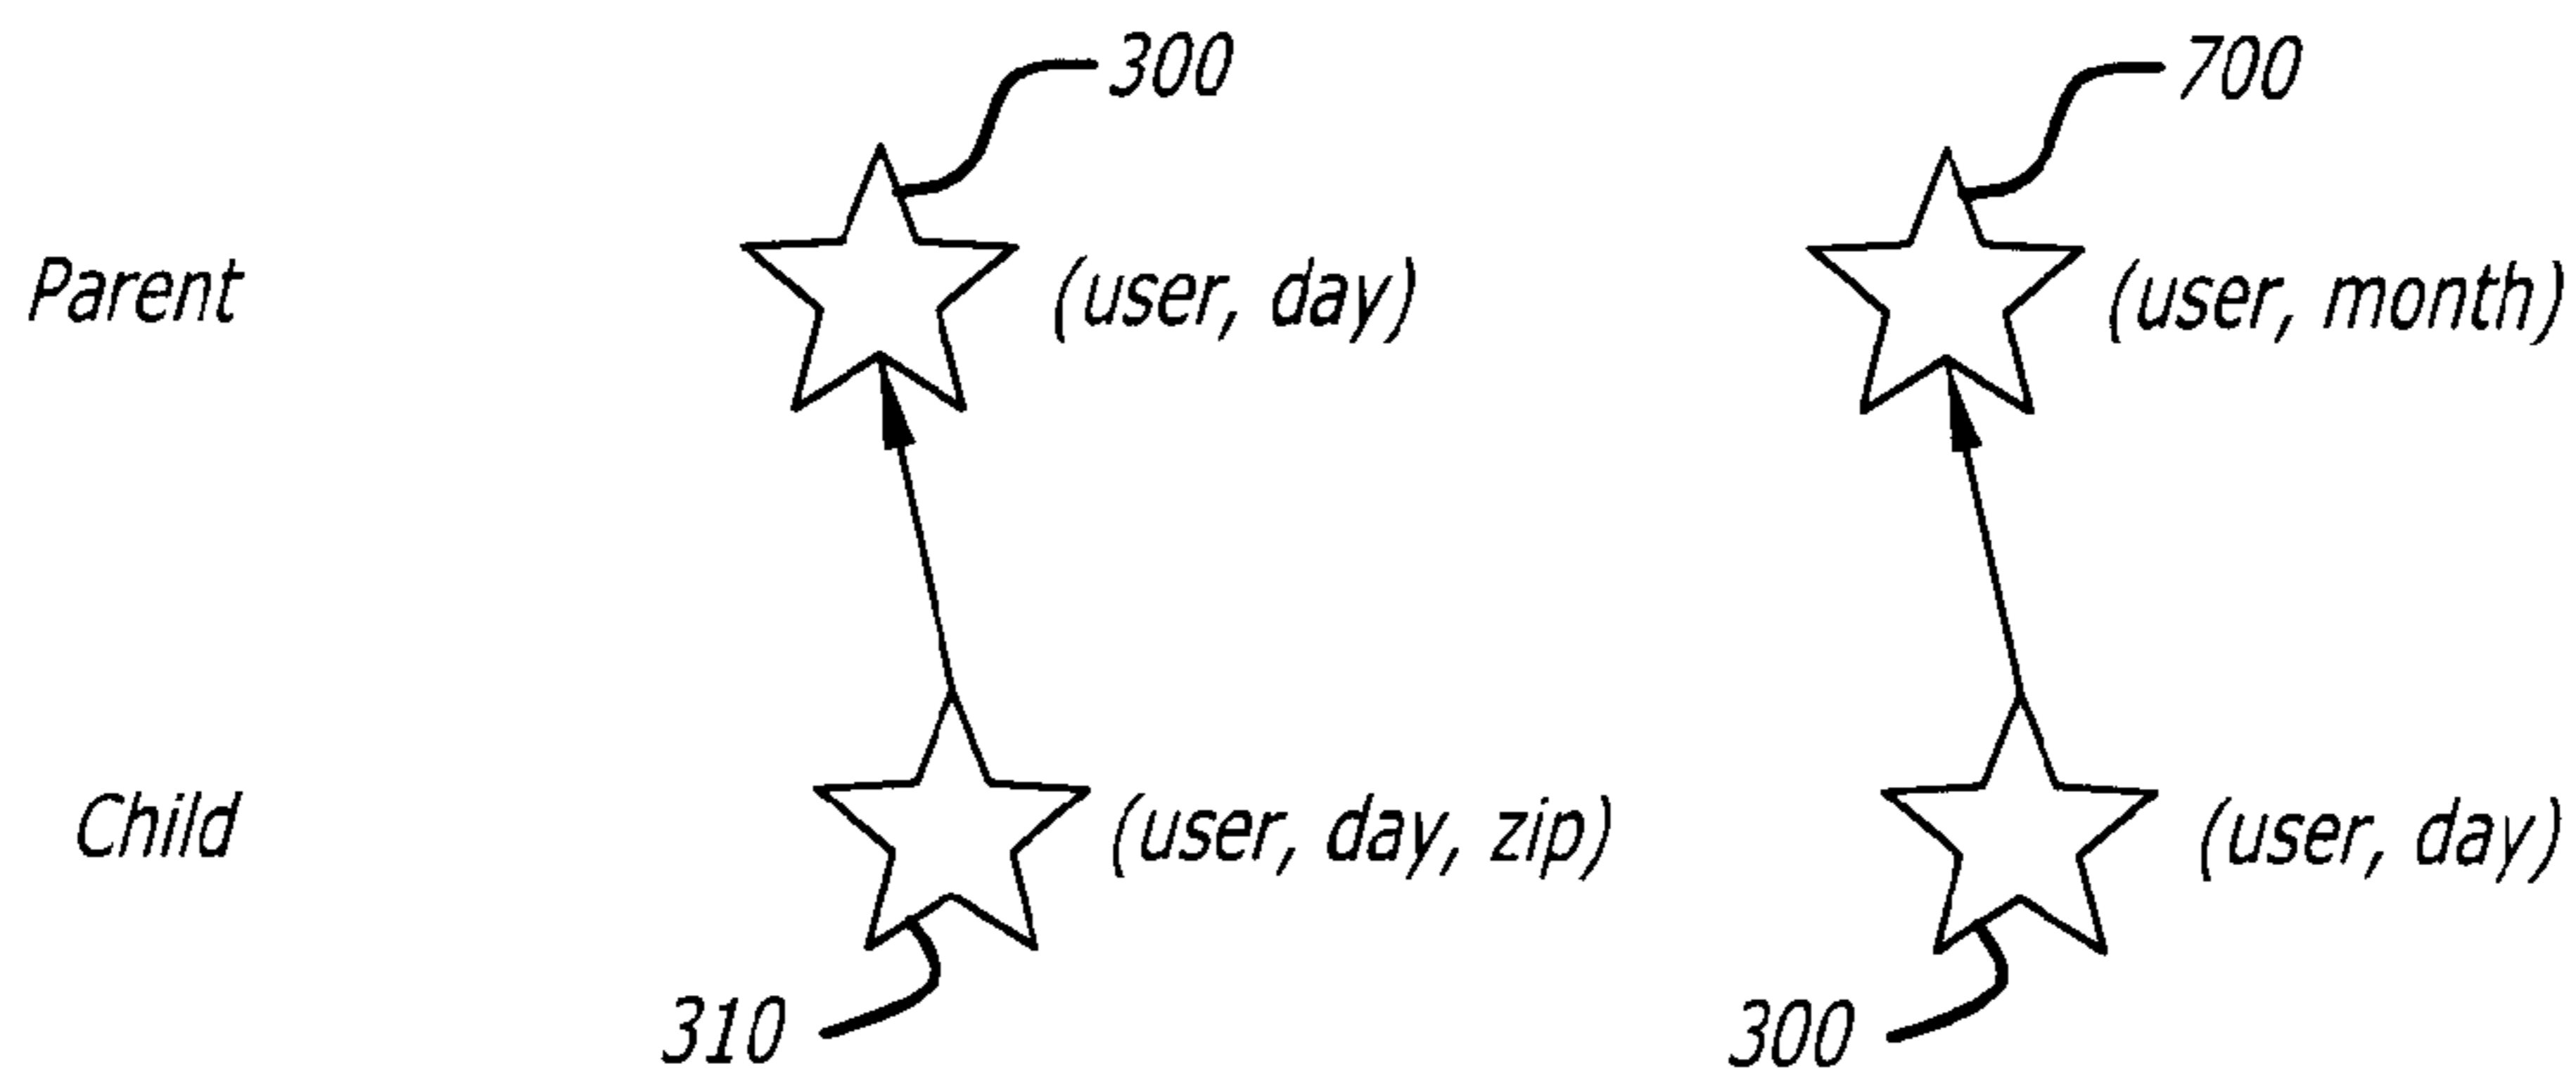 300 700
Parent (user, day) (user, month)
Child (user, day, zip) (user, day)
310 300